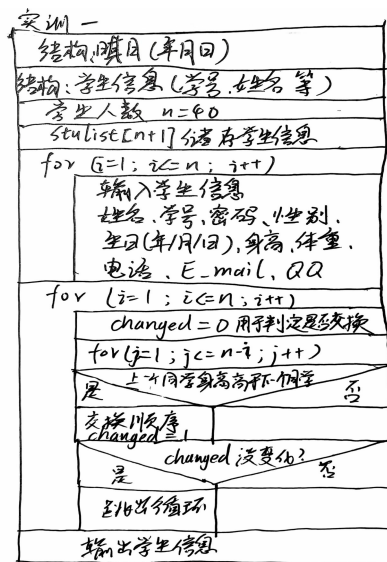 实训一
结构:日期(年月日)
结构:学生信息(学号、姓名等)
学生人数 n=40
stulist[n+1] 储存学生信息
for (i=1; i<=n; i++)
输入学生信息
姓名、学号、密码、性别、
生日(年/月/日)、身高、体重、
电话、E_mail、QQ
for (i=1; i<=n; i++)
changed=0 用于判定是否交换
for(j=1; j<=n-i; j++)
上一个同学身高高于下一个同学
是 否
交换顺序
changed=1
changed 没变化?
是 否
跳出循环
输出学生信息